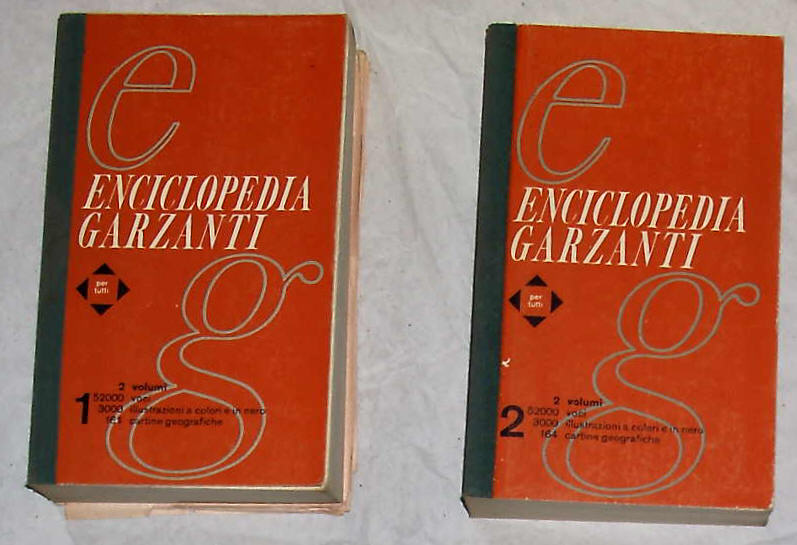 e
ENCICLOPEDIA
GARZANTI
per
tutti
g
1
2 volumi
52000 voci
3000 illustrazioni a colori e in nero
164 cartine geografiche
e
ENCICLOPEDIA
GARZANTI
per
tutti
g
2
2 volumi
52000 voci
3000 illustrazioni a colori e in nero
164 cartine geografiche